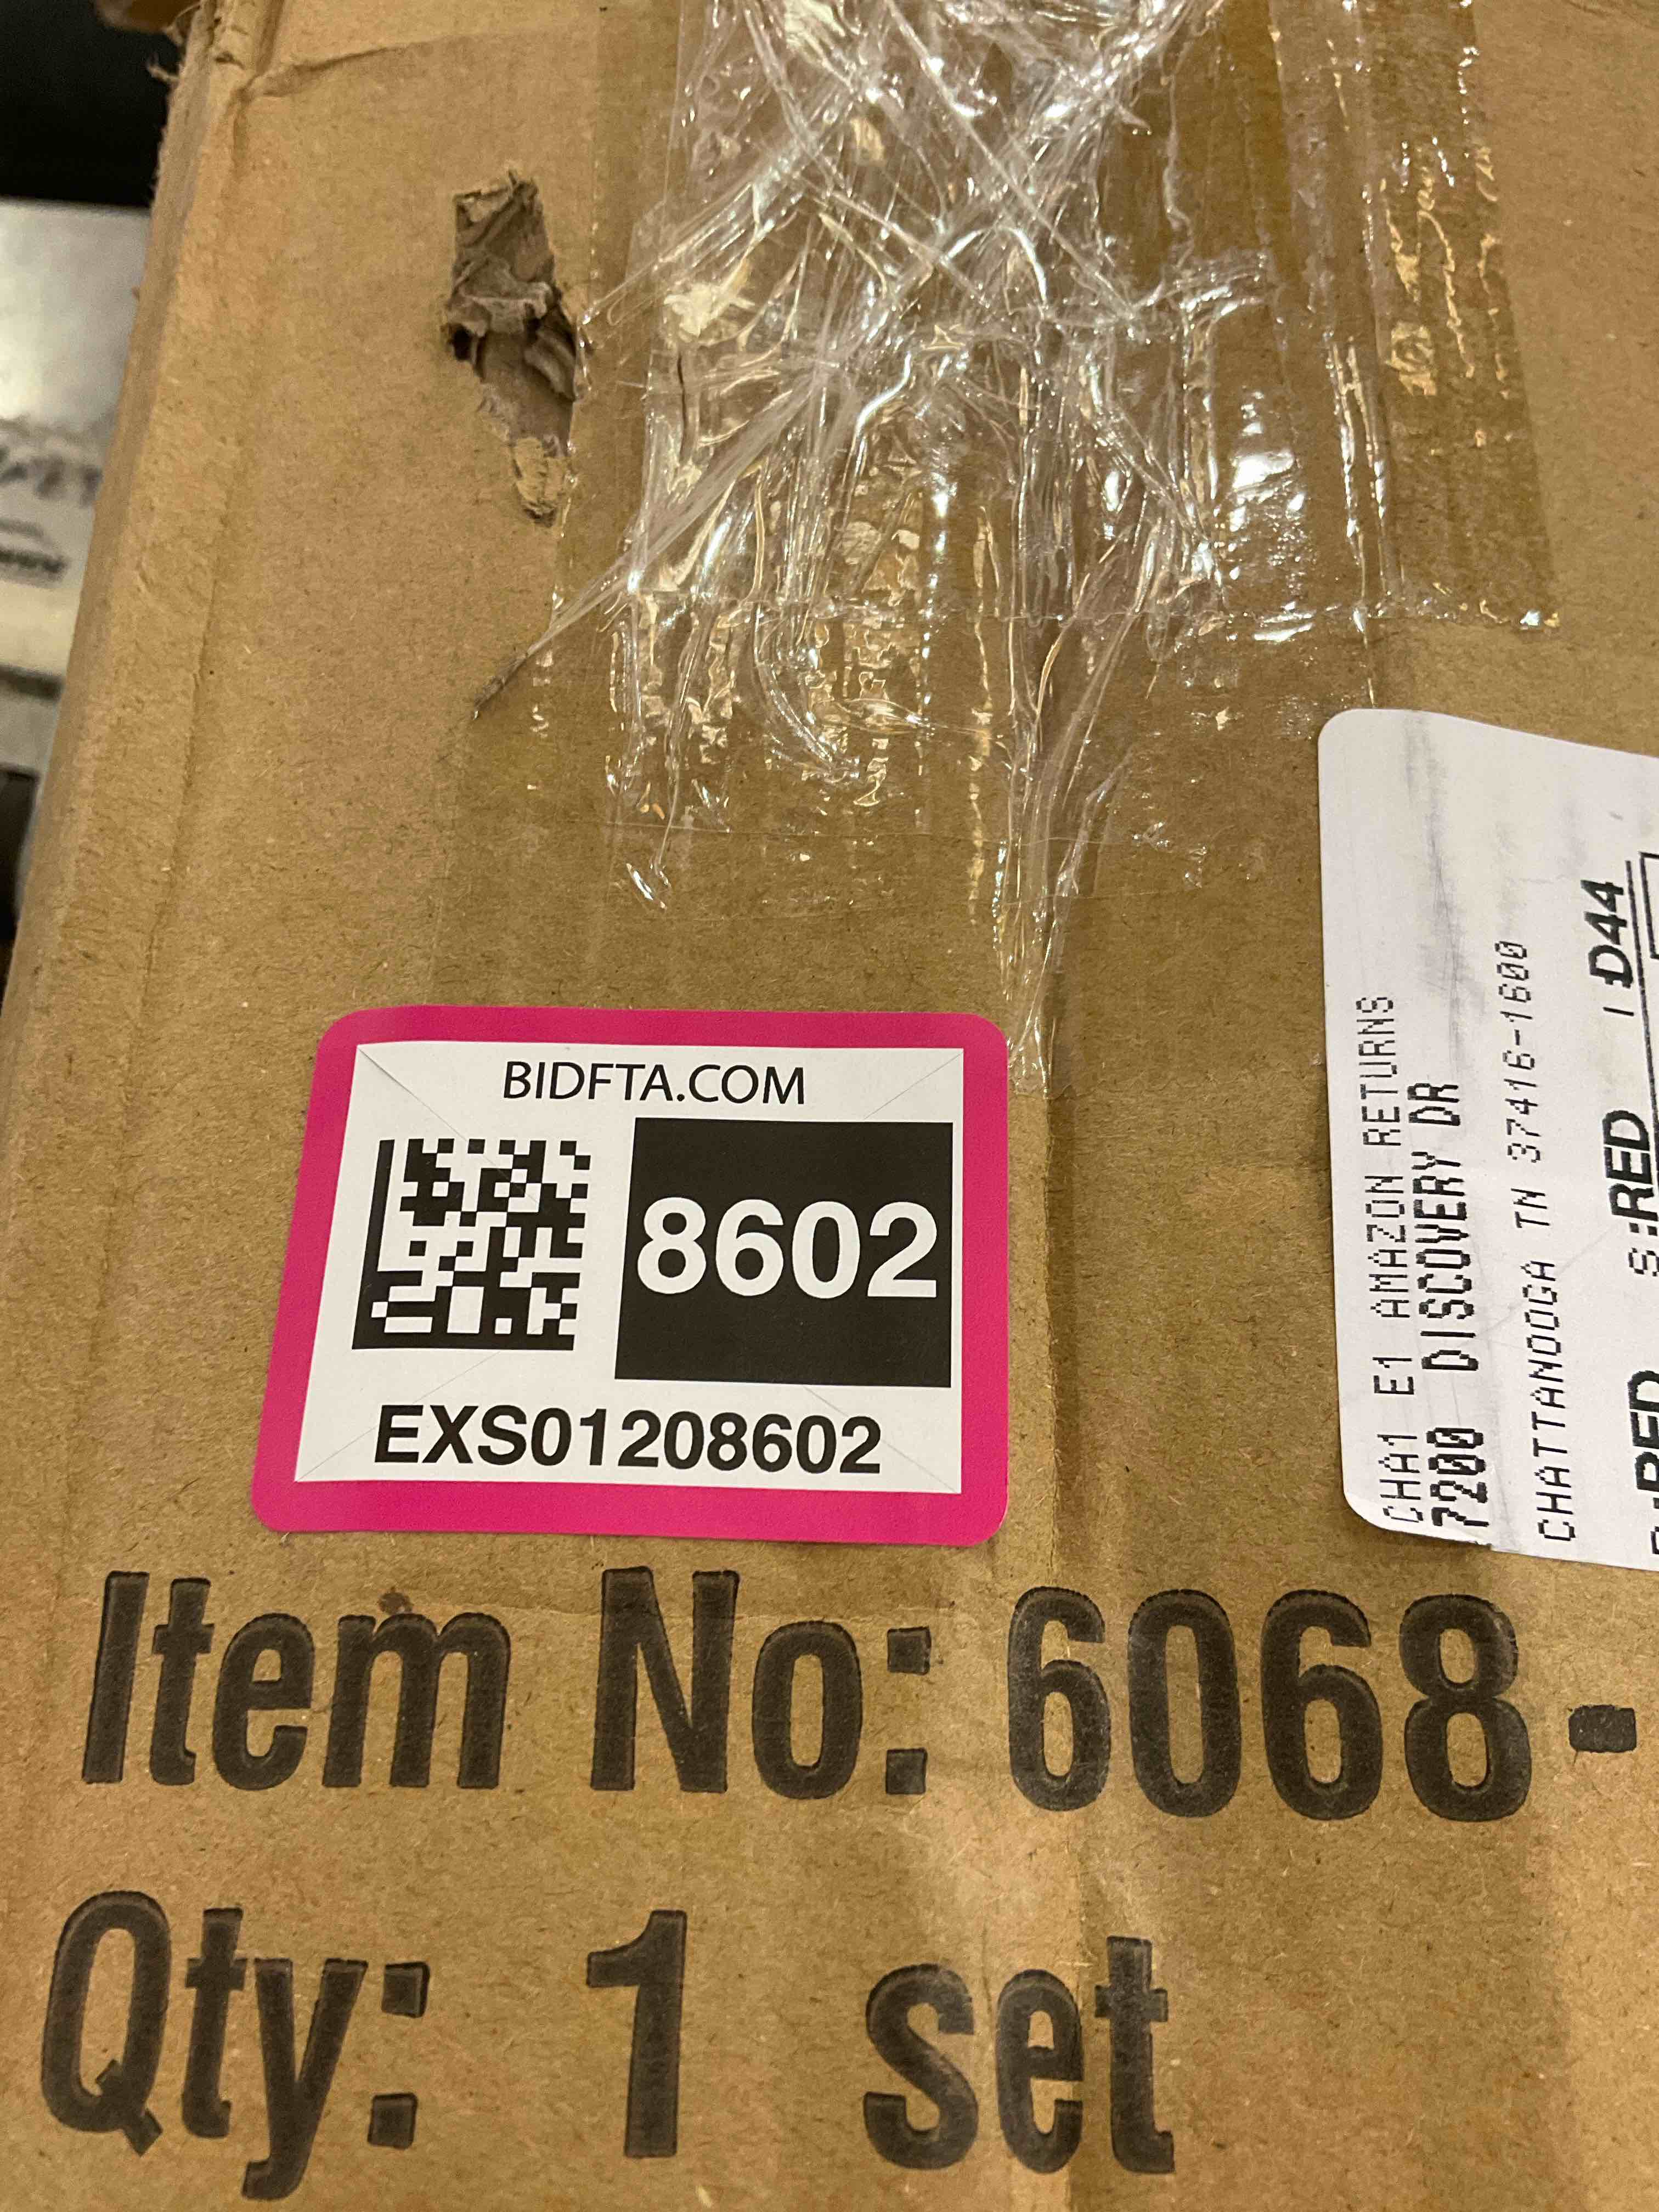 BIDFTA.COM
8602
EXS01208602
CHA1 E1 AMAZON RETURNS
7200 DISCOVERY DR
CHATTANOOGA TN 37416-1600
S:RED I:D44
Item No: 6068-
Qty: 1 set